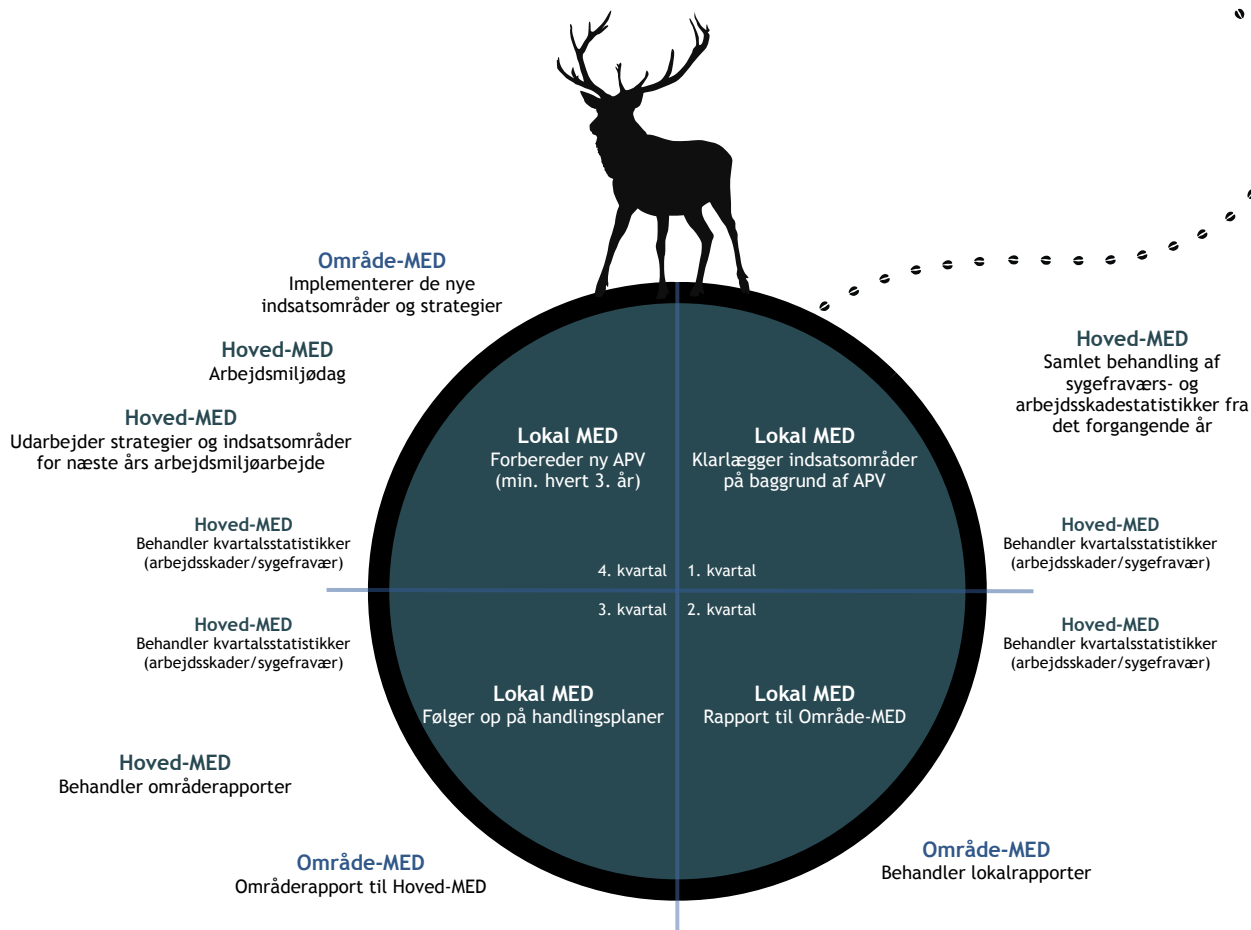 Område-MED
Implementerer de nye
indsatsområder og strategier
Hoved-MED
Arbejdsmiljødag
Hoved-MED
Udarbejder strategier og indsatsområder
for næste års arbejdsmiljøarbejde
Hoved-MED
Behandler kvartalsstatistikker
(arbejdsskader/sygefravær)
Hoved-MED
Behandler kvartalsstatistikker
(arbejdsskader/sygefravær)
Hoved-MED
Behandler områderapporter
Område-MED
Områderapport til Hoved-MED
Lokal MED
Forbereder ny APV
(min. hvert 3. år)
4. kvartal
Lokal MED
Klarlægger indsatsområder
på baggrund af APV
1. kvartal
3. kvartal
Lokal MED
Følger op på handlingsplaner
2. kvartal
Lokal MED
Rapport til Område-MED
Hoved-MED
Samlet behandling af
sygefraværs- og
arbejdsskadestatistikker fra
det forgangende år
Hoved-MED
Behandler kvartalsstatistikker
(arbejdsskader/sygefravær)
Hoved-MED
Behandler kvartalsstatistikker
(arbejdsskader/sygefravær)
Område-MED
Behandler lokalrapporter